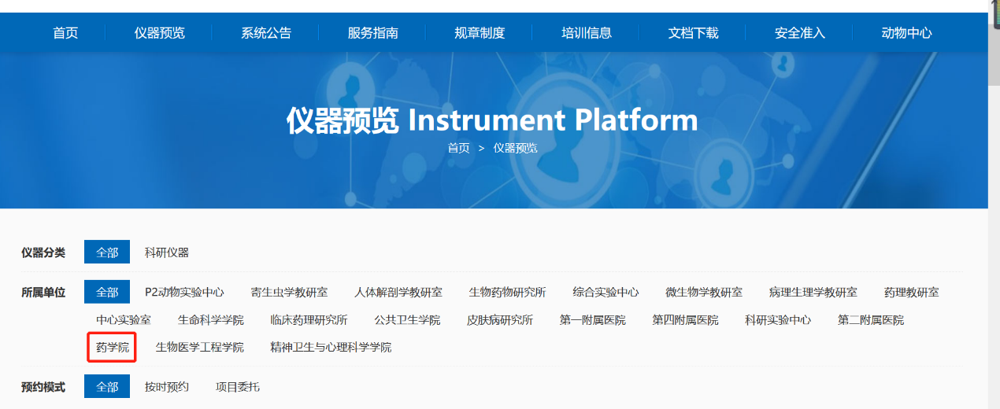 首页 仪器预览 系统公告 服务指南 规章制度 培训信息 文档下载 安全准入 动物中心
仪器预览 Instrument Platform
首页 > 仪器预览
仪器分类 全部 科研仪器
所属单位 全部 P2动物实验中心 寄生虫学教研室 人体解剖学教研室 生物药物研究所 综合实验中心 微生物学教研室 病理生理学教研室 药理教研室
中心实验室 生命科学学院 临床药理研究所 公共卫生学院 皮肤病研究所 第一附属医院 第四附属医院 科研实验中心 第二附属医院
药学院 生物医学工程学院 精神卫生与心理科学学院
预约模式 全部 按时预约 项目委托